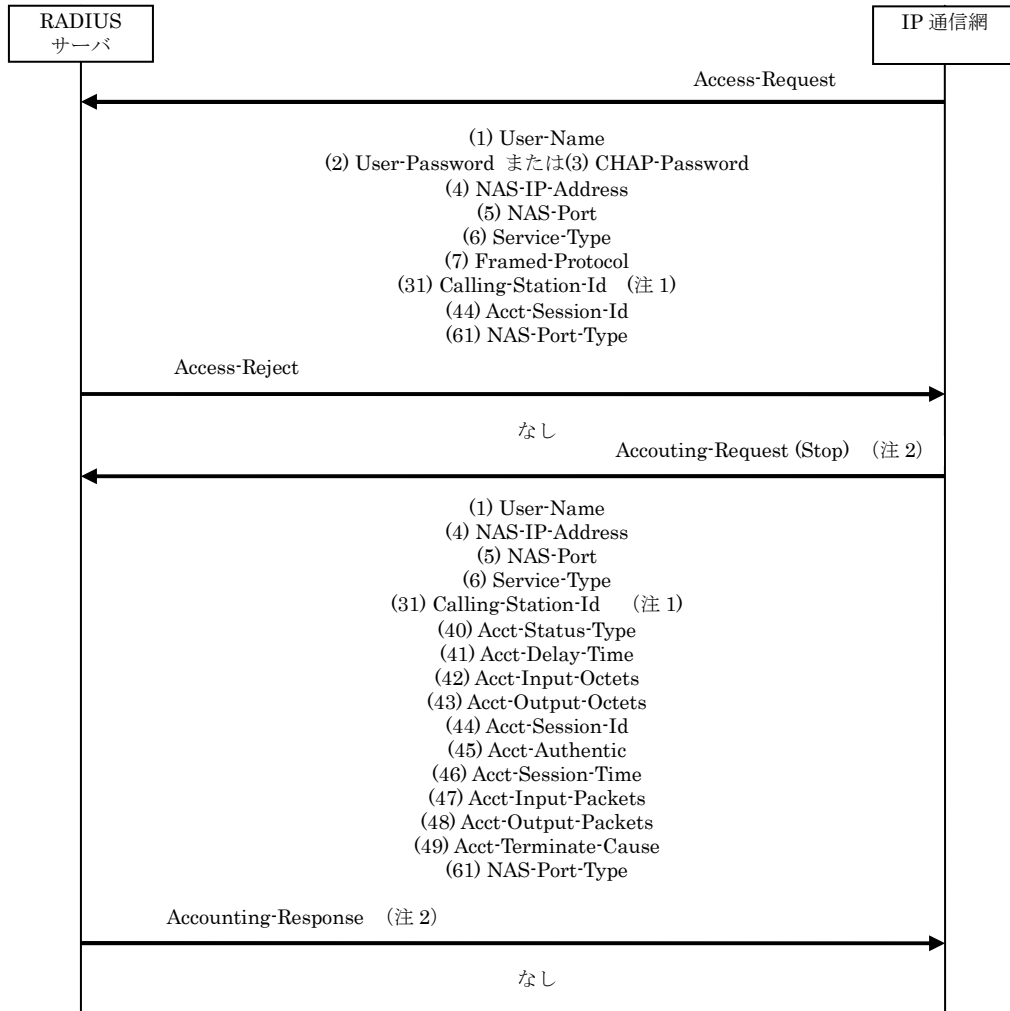 RADIUS
サーバ
IP 通信網
Access-Request
(1) User-Name
(2) User-Password または(3) CHAP-Password
(4) NAS-IP-Address
(5) NAS-Port
(6) Service-Type
(7) Framed-Protocol
(31) Calling-Station-Id (注 1)
(44) Acct-Session-Id
(61) NAS-Port-Type
Access-Reject
なし
Accouting-Request (Stop) (注 2)
(1) User-Name
(4) NAS-IP-Address
(5) NAS-Port
(6) Service-Type
(31) Calling-Station-Id (注 1)
(40) Acct-Status-Type
(41) Acct-Delay-Time
(42) Acct-Input-Octets
(43) Acct-Output-Octets
(44) Acct-Session-Id
(45) Acct-Authentic
(46) Acct-Session-Time
(47) Acct-Input-Packets
(48) Acct-Output-Packets
(49) Acct-Terminate-Cause
(61) NAS-Port-Type
Accounting-Response (注 2)
なし